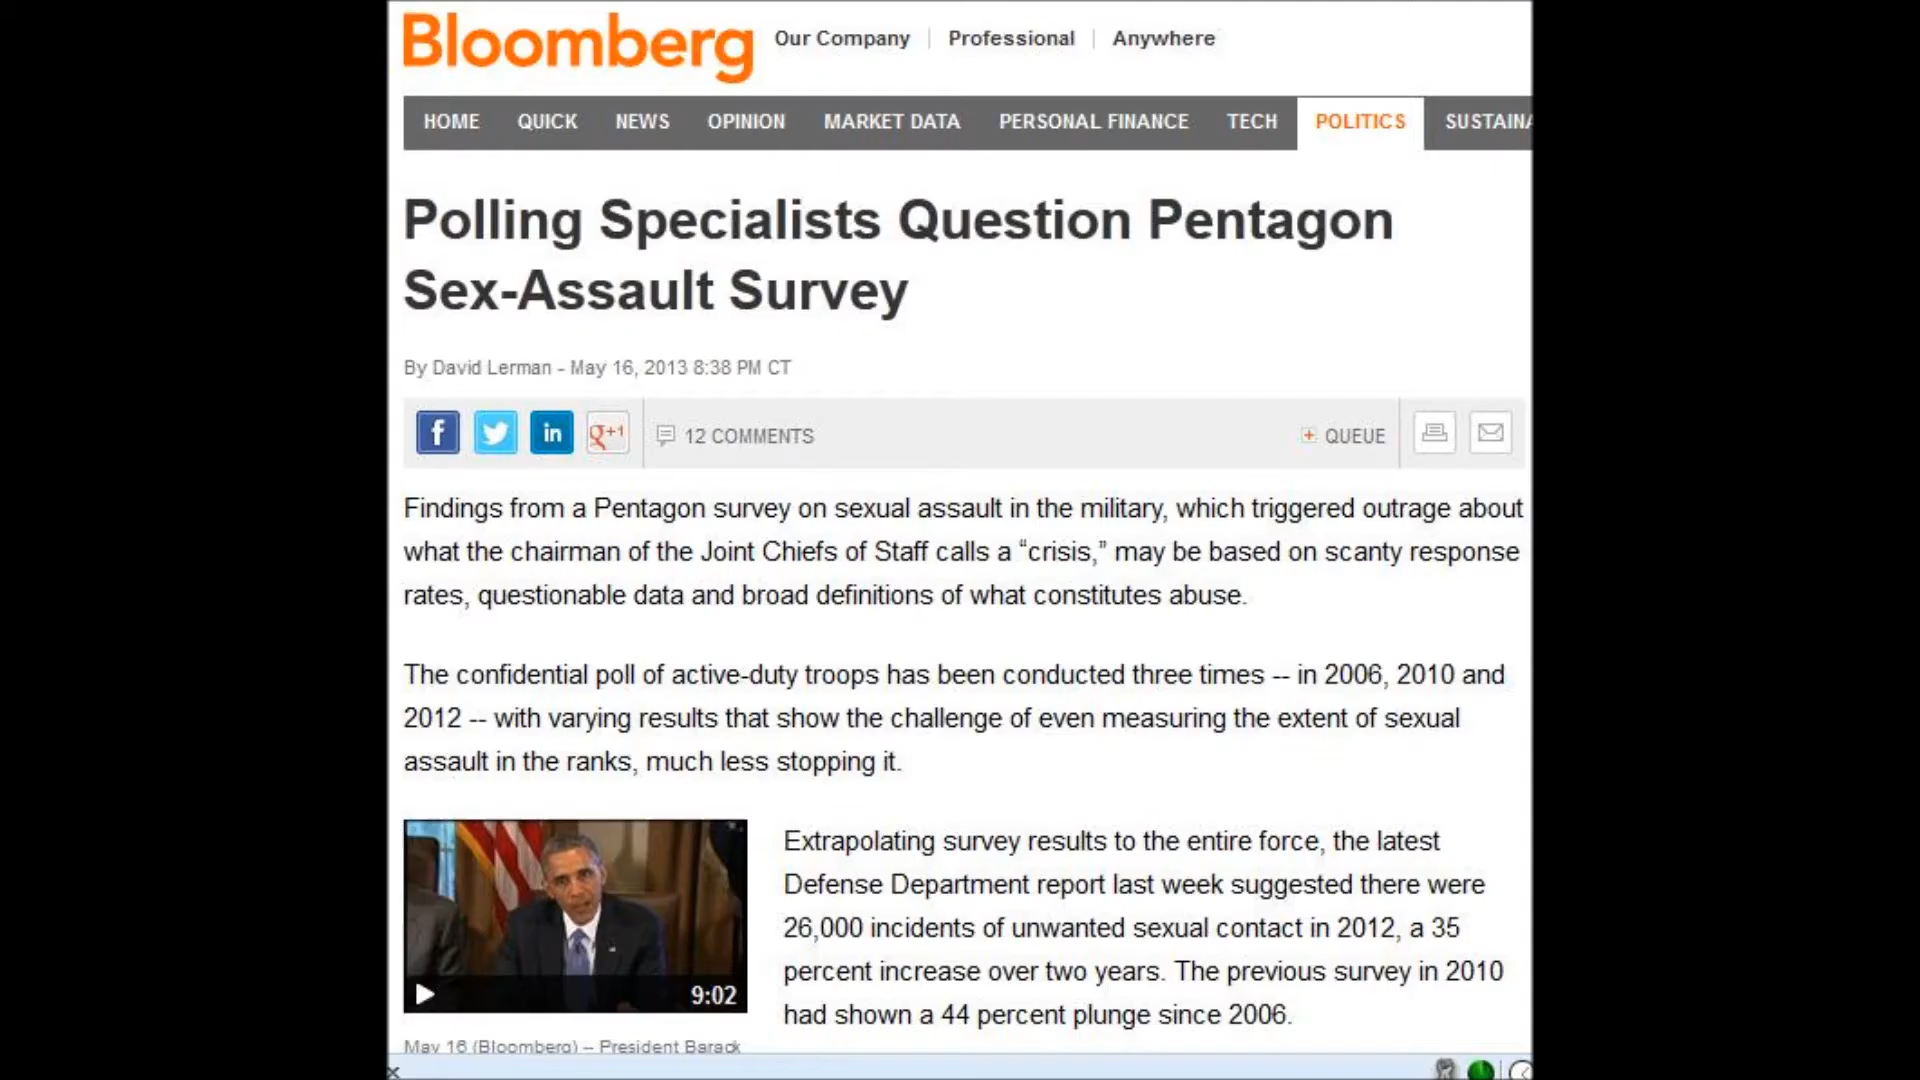 Bloomberg Our Company Professional Anywhere
HOME QUICK NEWS OPINION MARKET DATA PERSONAL FINANCE TECH POLITICS SUSTAINA
Polling Specialists Question Pentagon
Sex-Assault Survey
By David Lerman - May 16, 2013 8:38 PM CT
f in g+1 12 COMMENTS + QUEUE
Findings from a Pentagon survey on sexual assault in the military, which triggered outrage about
what the chairman of the Joint Chiefs of Staff calls a “crisis,” may be based on scanty response
rates, questionable data and broad definitions of what constitutes abuse.
The confidential poll of active-duty troops has been conducted three times -- in 2006, 2010 and
2012 -- with varying results that show the challenge of even measuring the extent of sexual
assault in the ranks, much less stopping it.
Extrapolating survey results to the entire force, the latest
Defense Department report last week suggested there were
26,000 incidents of unwanted sexual contact in 2012, a 35
percent increase over two years. The previous survey in 2010
had shown a 44 percent plunge since 2006.
9:02
May 16 (Bloomberg) -- President Barack